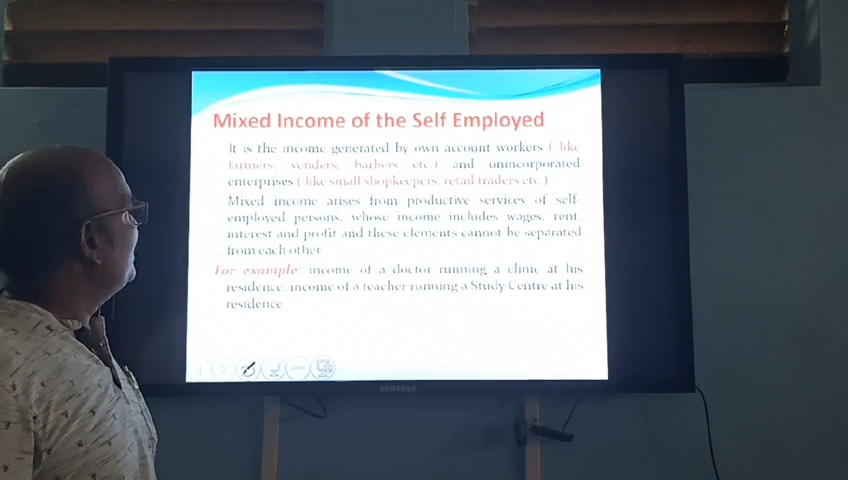 Mixed Income of the Self Employed
It is the income generated by own account workers ( like
farmers, venders, barbers etc.) and unincorporated
enterprises ( like small shopkeepers, retail traders etc.)
Mixed income arises from productive services of self-
employed persons, whose income includes wages, rent,
interest and profit and these elements cannot be separated
from each other.
For example: income of a doctor running a clinic at his
residence, income of a teacher running a Study Centre at his
residence
SAMSUNG